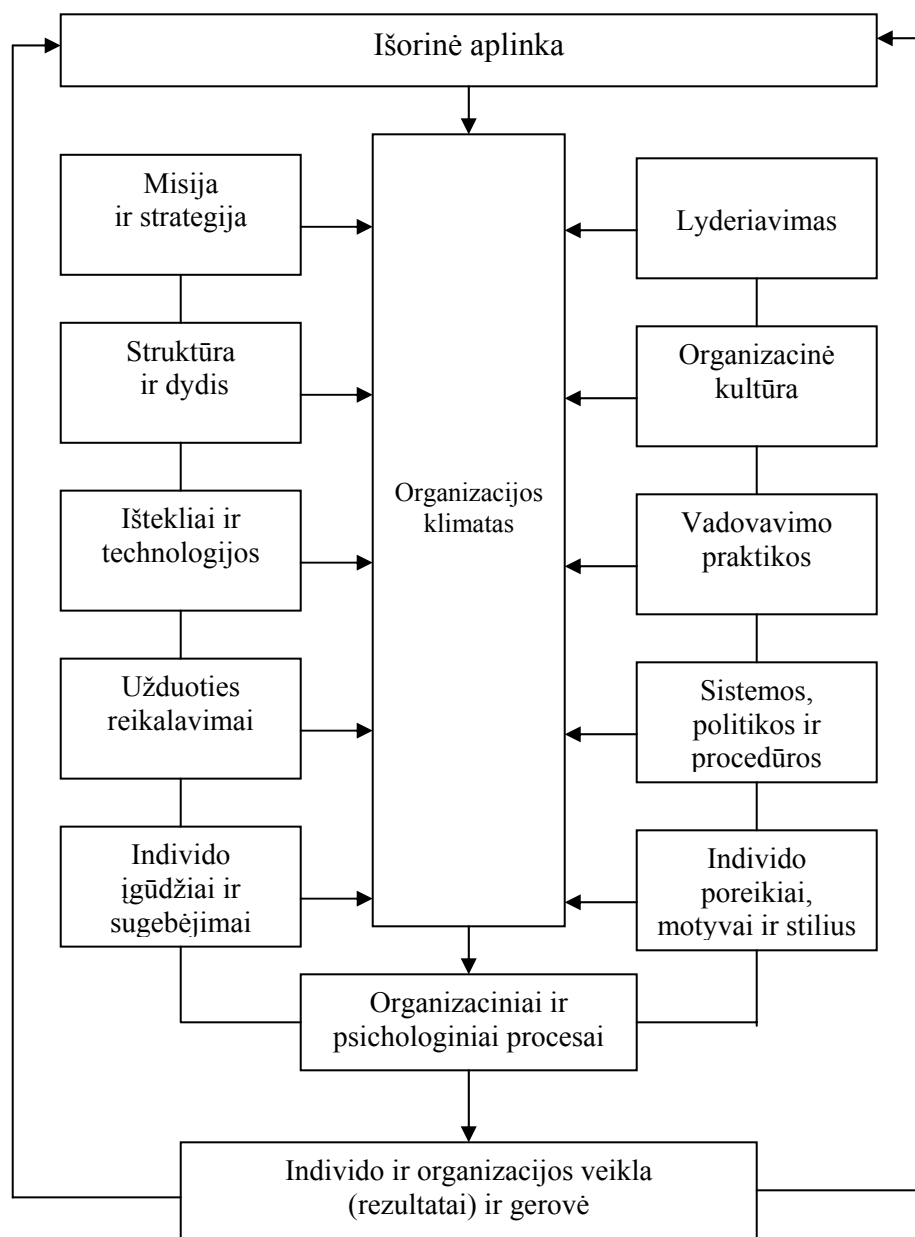 Išorinė aplinka
Misija
ir strategija
Lyderiavimas
Struktūra
ir dydis
Organizacinė
kultūra
Organizacijos
klimatas
Ištekliai ir
technologijos
Vadovavimo
praktikos
Užduoties
reikalavimai
Sistemos,
politikos ir
procedūros
Individo
įgūdžiai ir
sugebėjimai
Individo
poreikiai,
motyvai ir stilius
Organizaciniai ir
psichologiniai procesai
Individo ir organizacijos veikla
(rezultatai) ir gerovė